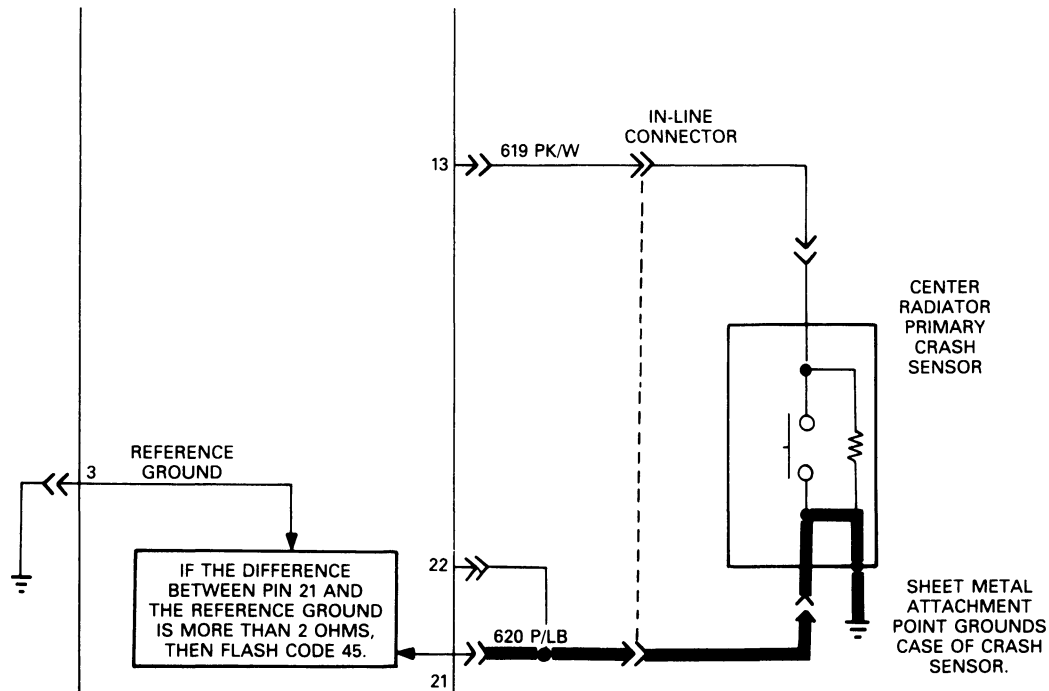 IN-LINE
CONNECTOR
13
619 PK/W
CENTER
RADIATOR
PRIMARY
CRASH
SENSOR
REFERENCE
GROUND
3
IF THE DIFFERENCE
BETWEEN PIN 21 AND
THE REFERENCE GROUND
IS MORE THAN 2 OHMS,
THEN FLASH CODE 45.
22
620 P/LB
21
SHEET METAL
ATTACHMENT
POINT GROUNDS
CASE OF CRASH
SENSOR.